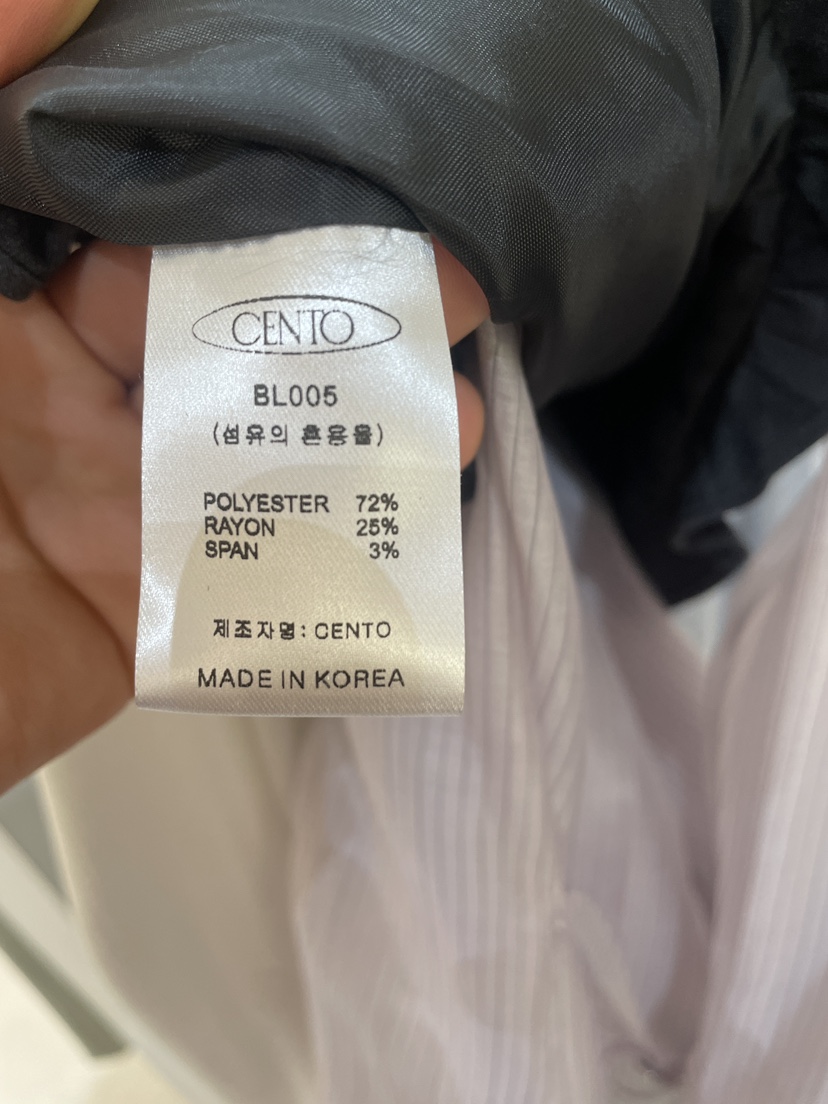 CENTO
BL005
(섬유의 혼용율)
POLYESTER 72%
RAYON 25%
SPAN 3%
제조자명: CENTO
MADE IN KOREA